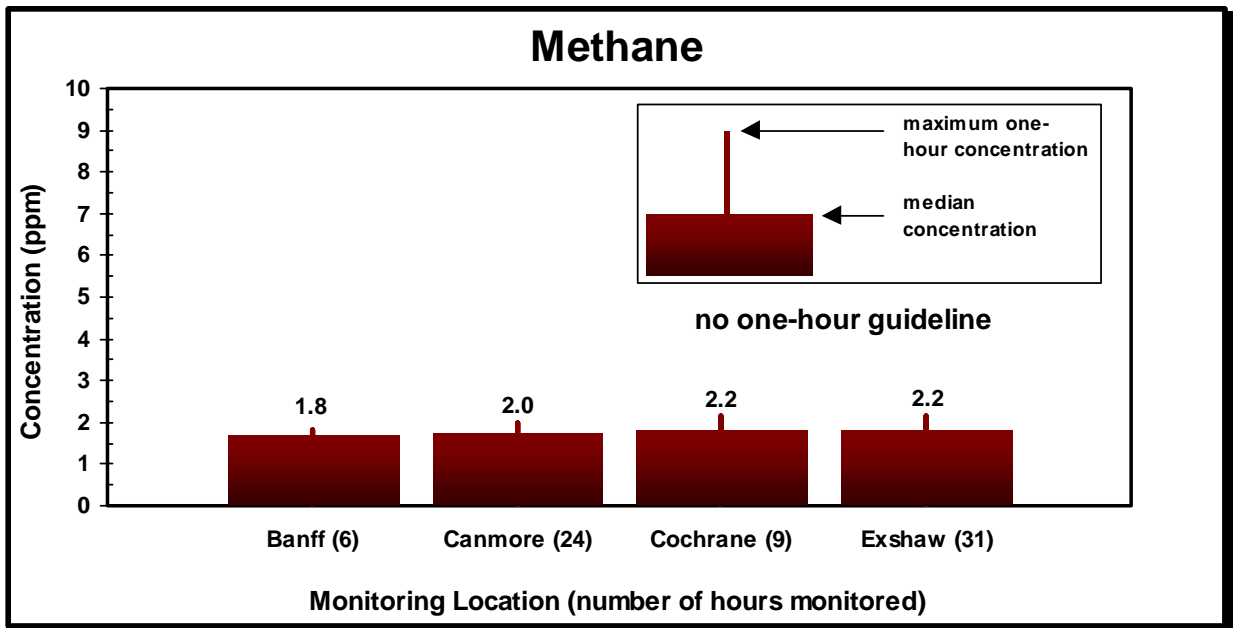 Methane
Concentration (ppm)
10
9
8
7
6
5
4
3
2
1
0
maximum one-
hour concentration
median
concentration
no one-hour guideline
1.8
2.0
2.2
2.2
Banff (6)
Canmore (24)
Cochrane (9)
Exshaw (31)
Monitoring Location (number of hours monitored)